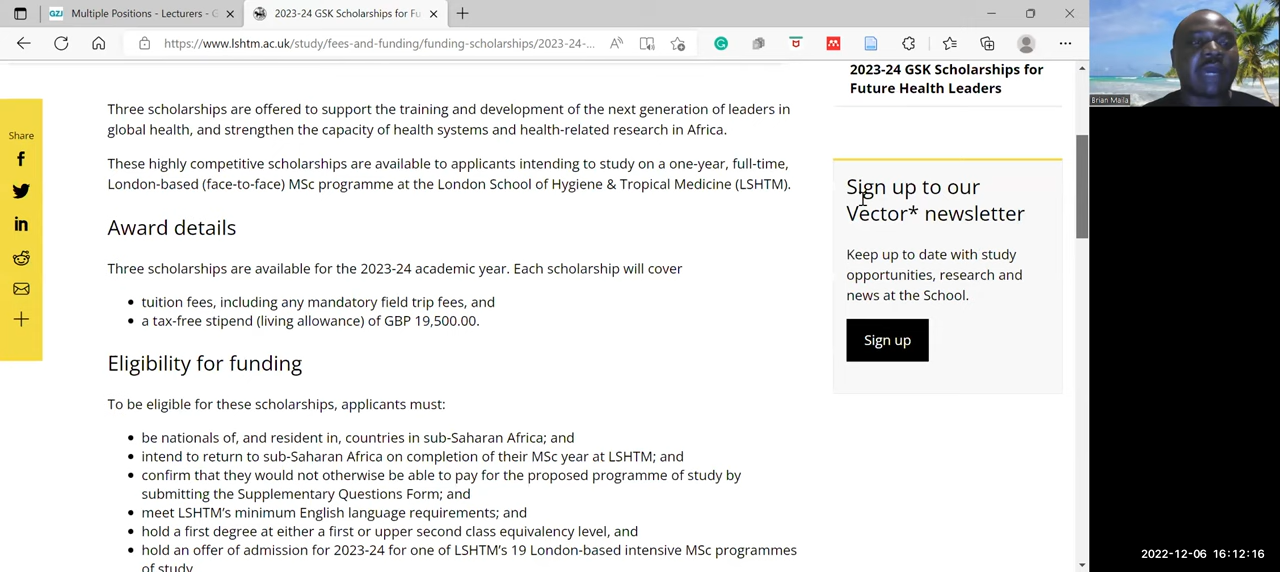 Multiple Positions - Lecturers - G
2023-24 GSK Scholarships for Fu
https://www.lshtm.ac.uk/study/fees-and-funding/funding-scholarships/2023-24-...
Brian Maila
Share
Three scholarships are offered to support the training and development of the next generation of leaders in
global health, and strengthen the capacity of health systems and health-related research in Africa.
These highly competitive scholarships are available to applicants intending to study on a one-year, full-time,
London-based (face-to-face) MSc programme at the London School of Hygiene & Tropical Medicine (LSHTM).
Award details
Three scholarships are available for the 2023-24 academic year. Each scholarship will cover
tuition fees, including any mandatory field trip fees, and
a tax-free stipend (living allowance) of GBP 19,500.00.
Eligibility for funding
To be eligible for these scholarships, applicants must:
be nationals of, and resident in, countries in sub-Saharan Africa; and
intend to return to sub-Saharan Africa on completion of their MSc year at LSHTM; and
confirm that they would not otherwise be able to pay for the proposed programme of study by
submitting the Supplementary Questions Form; and
meet LSHTM's minimum English language requirements; and
hold a first degree at either a first or upper second class equivalency level, and
hold an offer of admission for 2023-24 for one of LSHTM's 19 London-based intensive MSc programmes
of study
2023-24 GSK Scholarships for
Future Health Leaders
Sign up to our
Vector* newsletter
Keep up to date with study
opportunities, research and
news at the School.
Sign up
2022-12-06 16:12:16